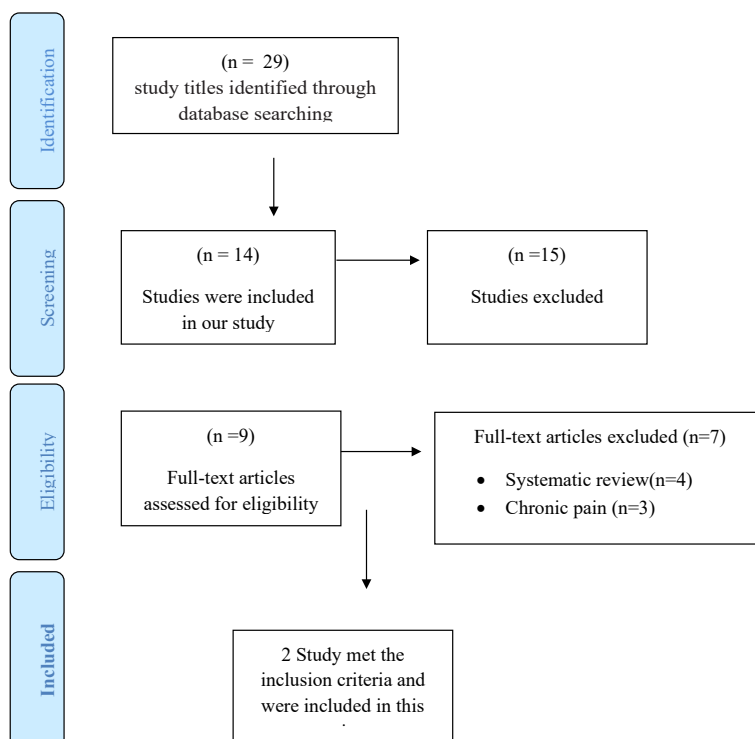 Identification
(n = 29)
study titles identified through
database searching
Screening
(n = 14)
Studies were included
in our study
(n =15)
Studies excluded
Eligibility
(n =9)
Full-text articles
assessed for eligibility
Full-text articles excluded (n=7)
• Systematic review(n=4)
• Chronic pain (n=3)
Included
2 Study met the
inclusion criteria and
were included in this